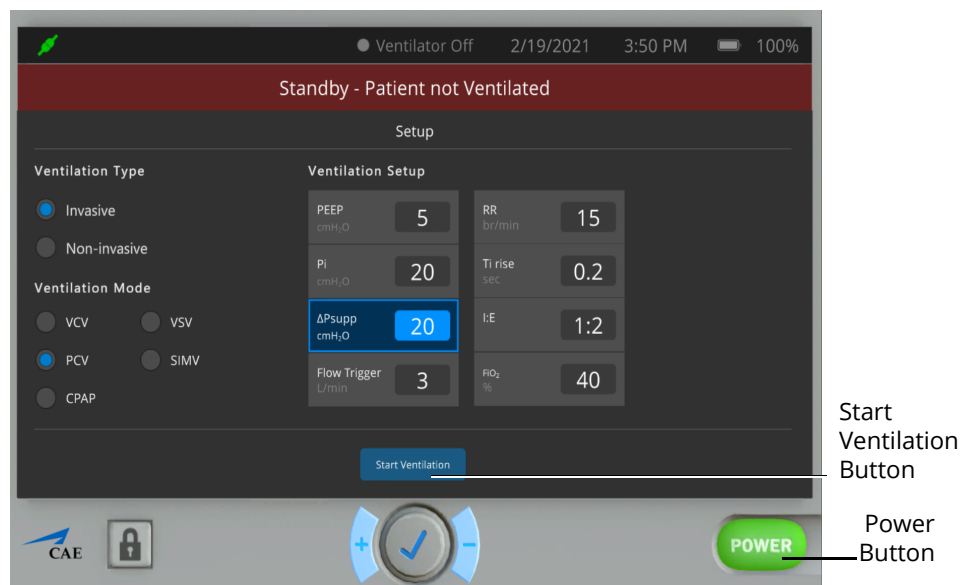 Ventilator Off 2/19/2021 3:50 PM 100%
Standby - Patient not Ventilated
Setup
Ventilation Type
Invasive
Non-invasive
Ventilation Mode
VCV VSV
PCV SIMV
CPAP
Ventilation Setup
PEEP
cmH₂O
5
RR
br/min
15
Pi
cmH₂O
20
Ti rise
sec
0.2
ΔPsupp
cmH₂O
20
I:E
1:2
Flow Trigger
L/min
3
FiO₂
%
40
Start Ventilation
Start
Ventilation
Button
CAE
+
-
POWER
Power
Button